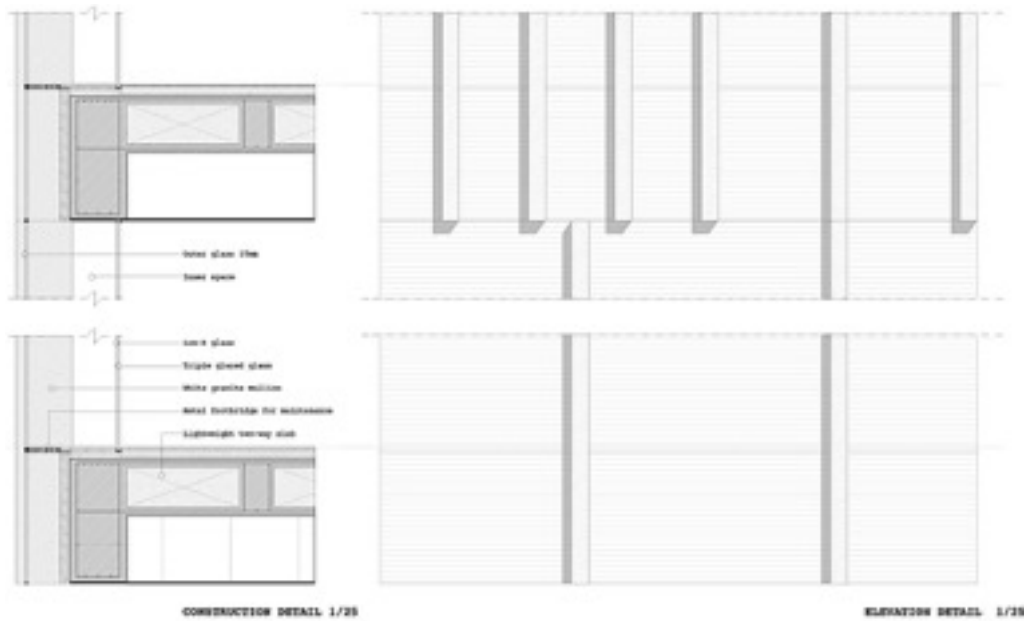 Outer glass
Inner space
Low-E glass
Triple glazed glass
White granite mullion
Metal footbridge for maintenance
Lightweight two-way slab
CONSTRUCTION DETAIL 1/25
ELEVATION DETAIL 1/25